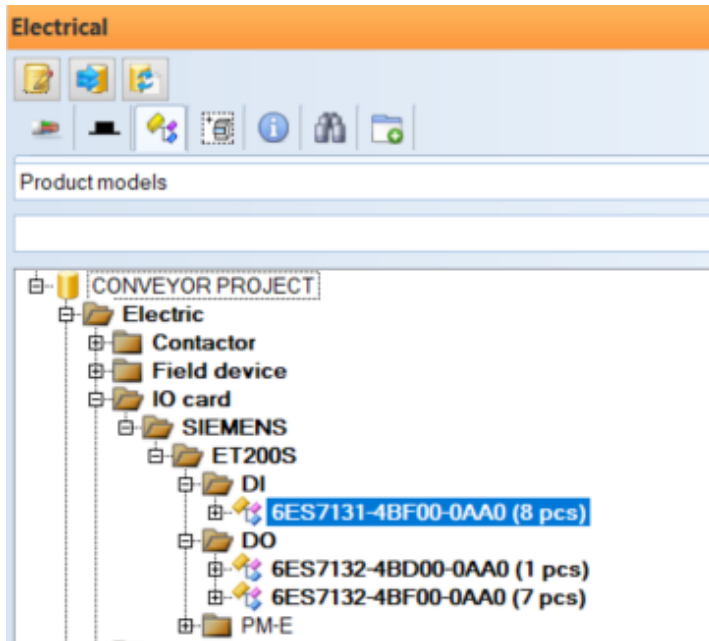 Electrical
Product models
CONVEYOR PROJECT
Electric
Contactor
Field device
IO card
SIEMENS
ET200S
DI
6ES7131-4BF00-0AA0 (8 pcs)
DO
6ES7132-4BD00-0AA0 (1 pcs)
6ES7132-4BF00-0AA0 (7 pcs)
PM-E